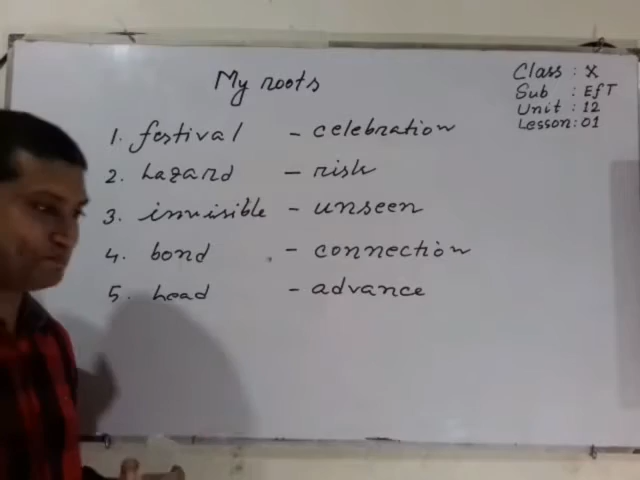 My roots
Class : X
Sub : EfT
Unit : 12
Lesson: 01
1. festival - celebration
2. hazard - risk
3. invisible - unseen
4. bond - connection
5. head - advance